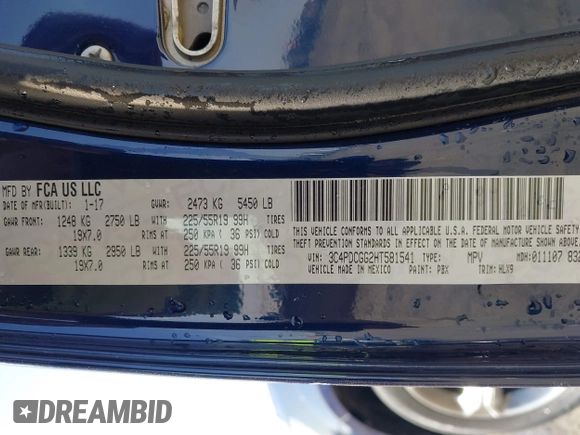 MFD BY FCA US LLC
DATE OF MFR(BUILT): 1-17 GVWR: 2473 KG 5450 LB
GAWR FRONT: 1248 KG 2750 LB WITH 225/55R19 99H TIRES
19X7.0 RIMS AT 250 KPA ( 36 PSI) COLD
GAWR REAR: 1339 KG 2950 LB WITH 225/55R19 99H TIRES
19X7.0 RIMS AT 250 KPA ( 36 PSI) COLD
THIS VEHICLE CONFORMS TO ALL APPLICABLE U.S.A. FEDERAL MOTOR VEHICLE
THEFT PREVENTION STANDARDS IN EFFECT ON THE DATE OF MANUFACTURE SHOWN ABOVE
VIN: 3C4PDCGG2HT581541 TYPE: MPV MDH: 011107 832
VEHICLE MADE IN MEXICO PAINT: PBX TRIM: HLX9
DREAMBID